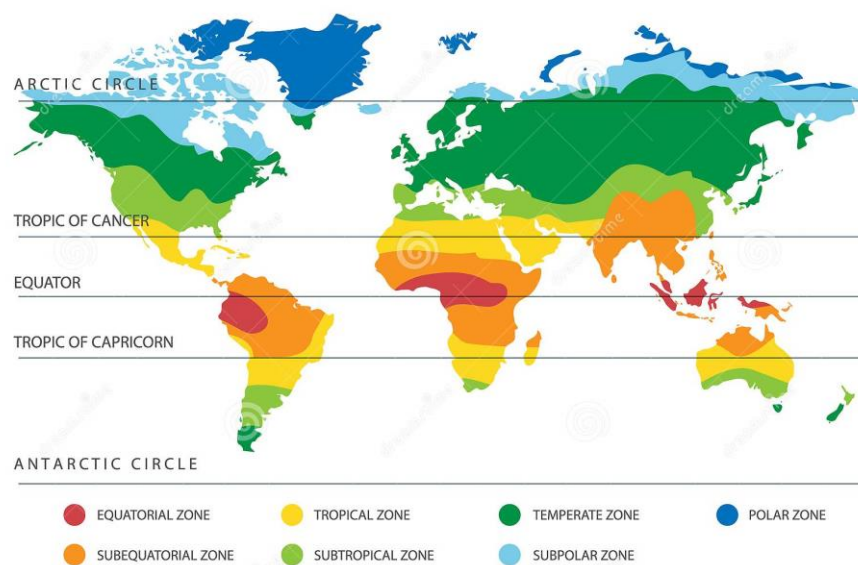 ARCTIC CIRCLE
TROPIC OF CANCER
EQUATOR
TROPIC OF CAPRICORN
ANTARCTIC CIRCLE
EQUATORIAL ZONE
TROPICAL ZONE
TEMPERATE ZONE
POLAR ZONE
SUBEQUATORIAL ZONE
SUBTROPICAL ZONE
SUBPOLAR ZONE